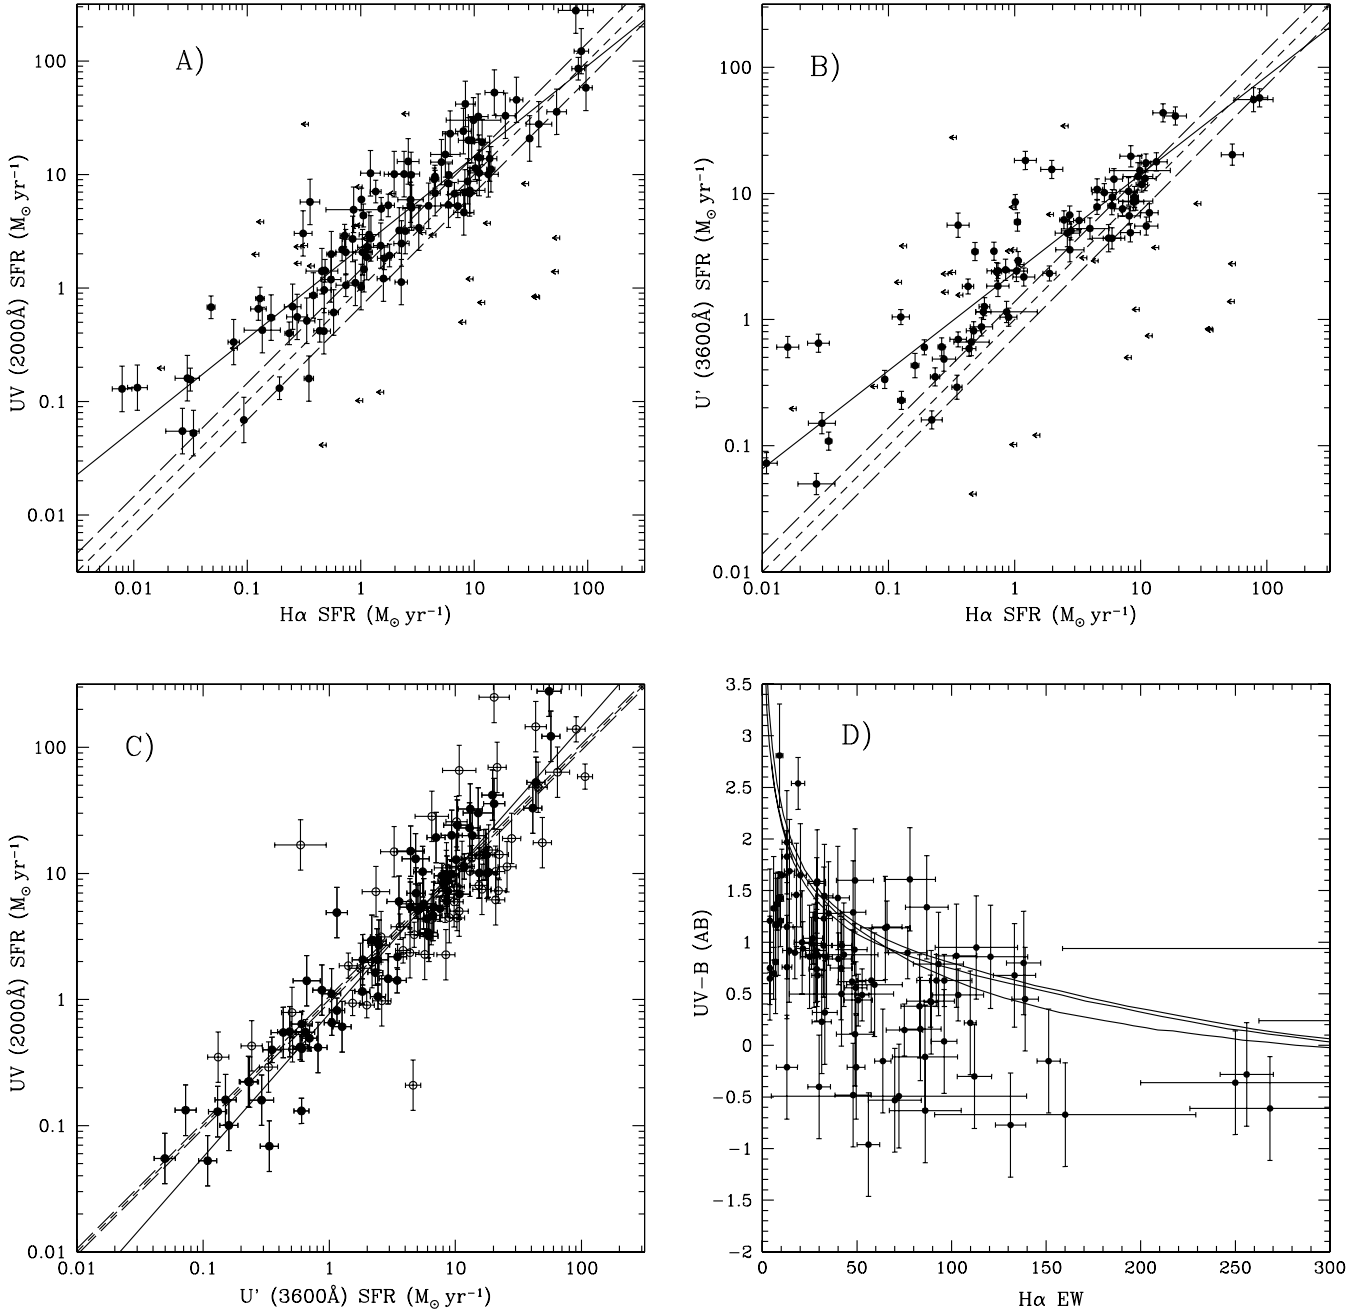 A)
100
10
1
0.1
0.01
UV (2000Å) SFR (M⊙ yr⁻¹)
0.01 0.1 1 10 100
Hα SFR (M⊙ yr⁻¹)
B)
100
10
1
0.1
0.01
U' (3600Å) SFR (M⊙ yr⁻¹)
0.01 0.1 1 10 100
Hα SFR (M⊙ yr⁻¹)
C)
100
10
1
0.1
0.01
UV (2000Å) SFR (M⊙ yr⁻¹)
0.01 0.1 1 10 100
U' (3600Å) SFR (M⊙ yr⁻¹)
D)
3.5
3
2.5
2
1.5
1
0.5
0
−0.5
−1
−1.5
−2
UV−B (AB)
0 50 100 150 200 250 300
Hα EW